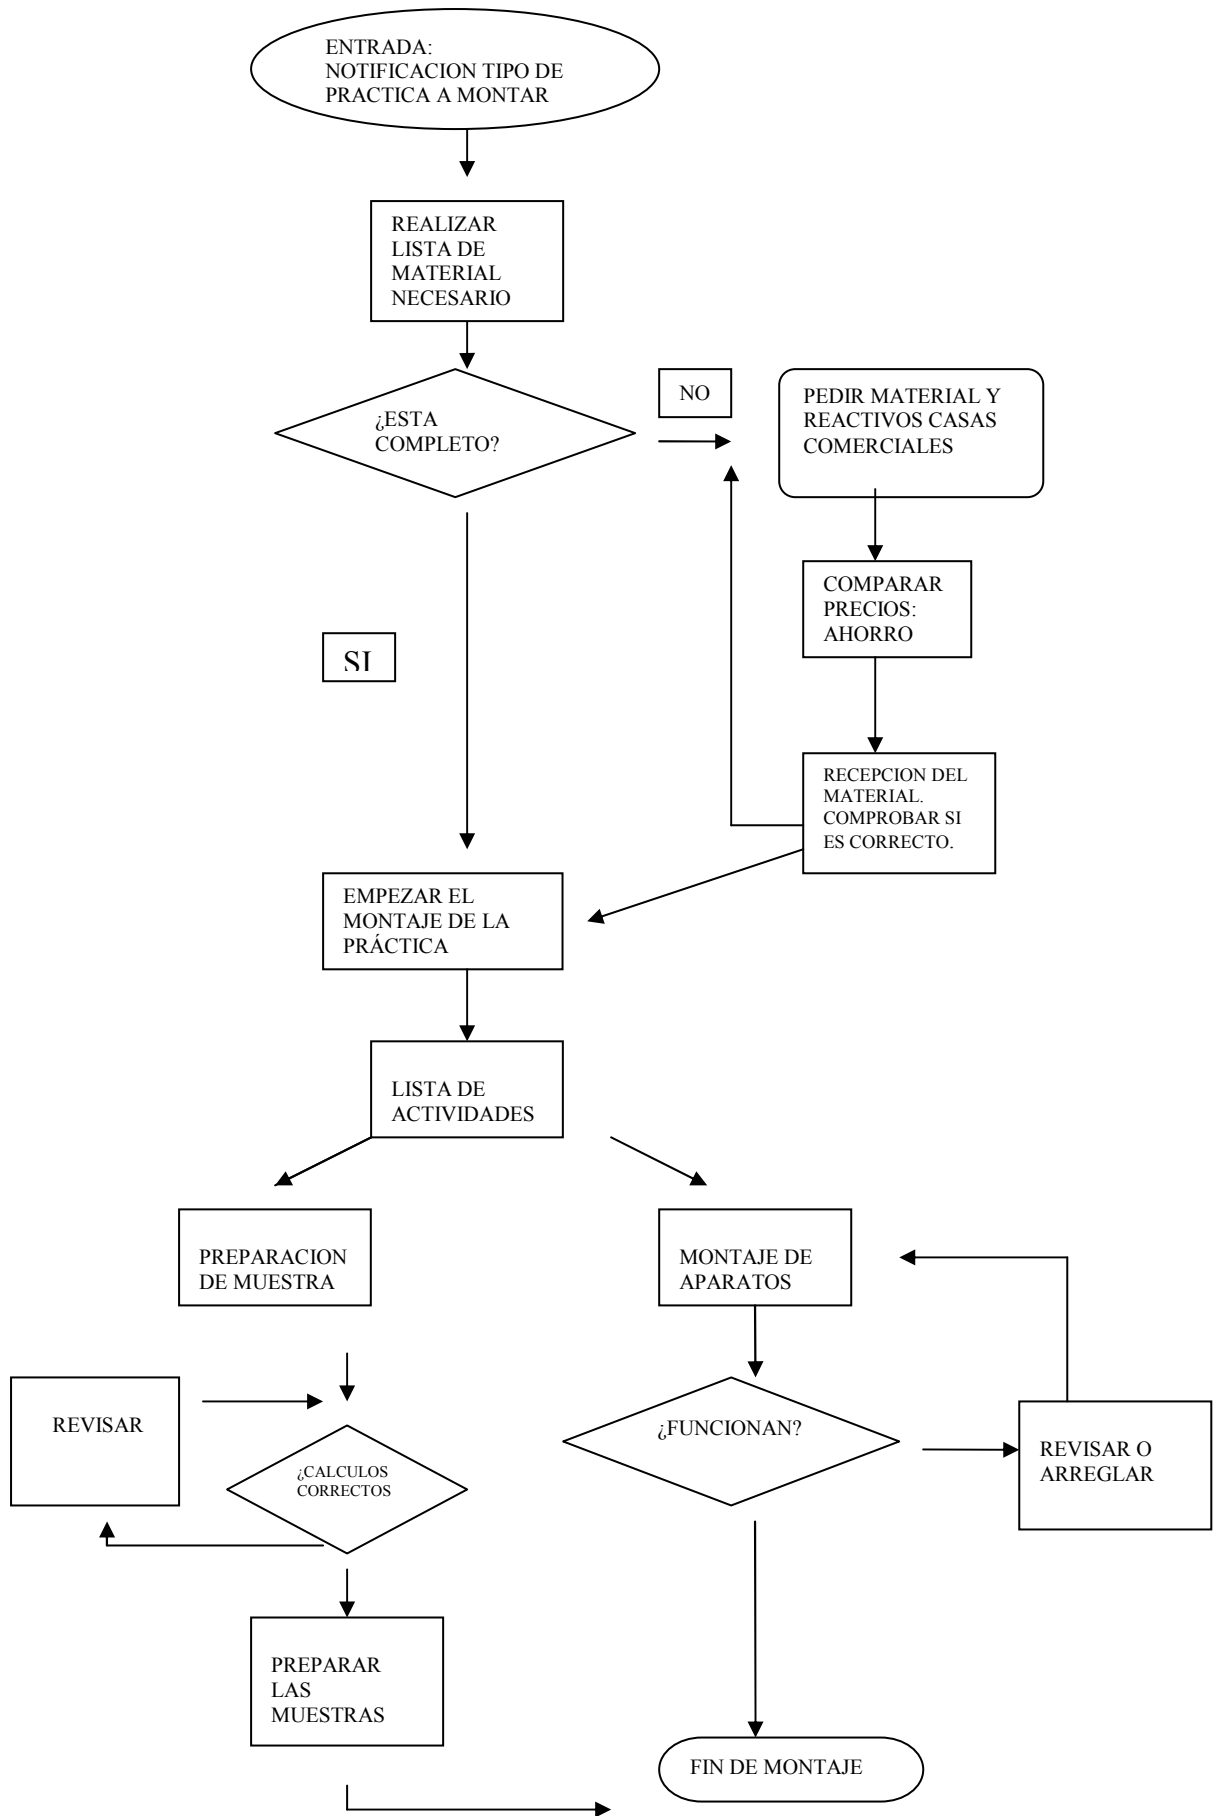 ENTRADA:
NOTIFICACION TIPO DE
PRACTICA A MONTAR
REALIZAR
LISTA DE
MATERIAL
NECESARIO
¿ESTA
COMPLETO?
NO
PEDIR MATERIAL Y
REACTIVOS CASAS
COMERCIALES
COMPARAR
PRECIOS:
AHORRO
SI
RECEPCION DEL
MATERIAL.
COMPROBAR SI
ES CORRECTO.
EMPEZAR EL
MONTAJE DE LA
PRÁCTICA
LISTA DE
ACTIVIDADES
PREPARACION
DE MUESTRA
MONTAJE DE
APARATOS
REVISAR
¿CALCULOS
CORRECTOS
¿FUNCIONAN?
REVISAR O
ARREGLAR
PREPARAR
LAS
MUESTRAS
FIN DE MONTAJE